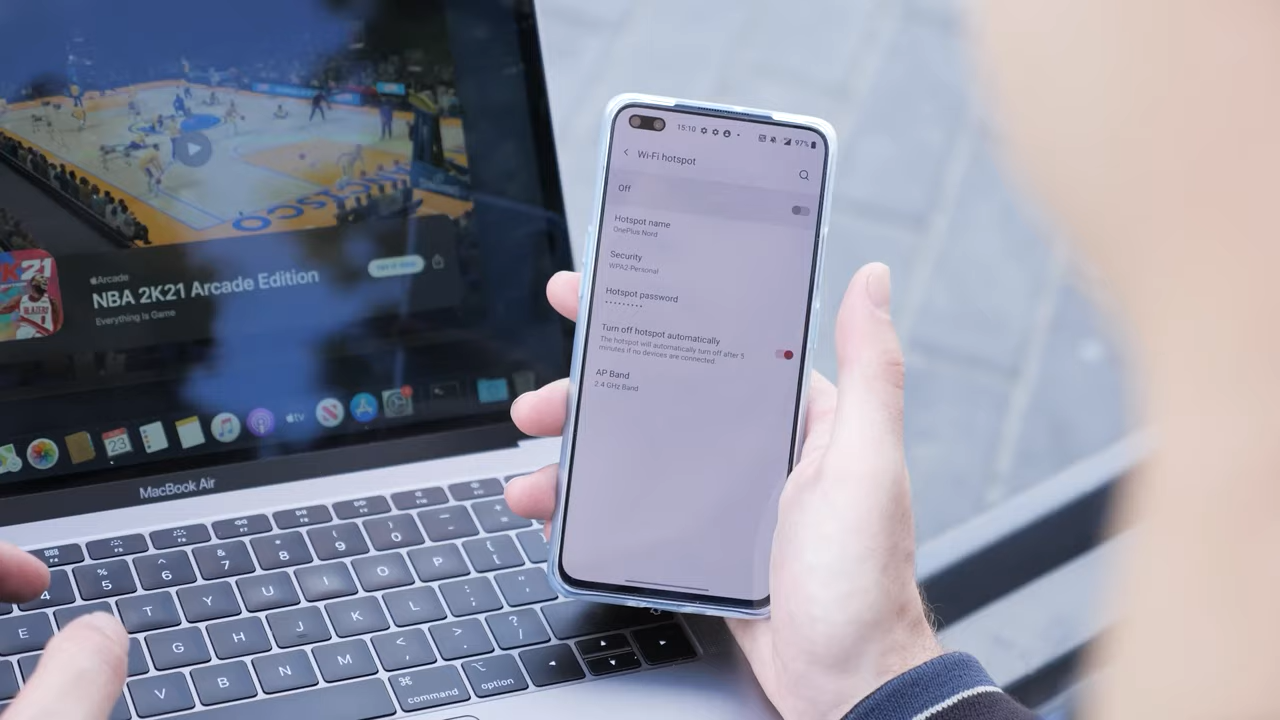 15:10
97%
Wi-Fi hotspot
Off
Hotspot name
OnePlus Nord
Security
WPA2-Personal
Hotspot password
Turn off hotspot automatically
The hotspot will automatically turn off after 5
minutes if no devices are connected.
AP Band
2.4 GHz Band
K21
Arcade
NBA 2K21 Arcade Edition
Everything Is Game
23
tv
MacBook Air
4
% 5
^ 6
& 7
* 8
( 9
) 0
E
T
Y
U
I
O
P
G
H
J
K
L
V
B
N
M
command
option